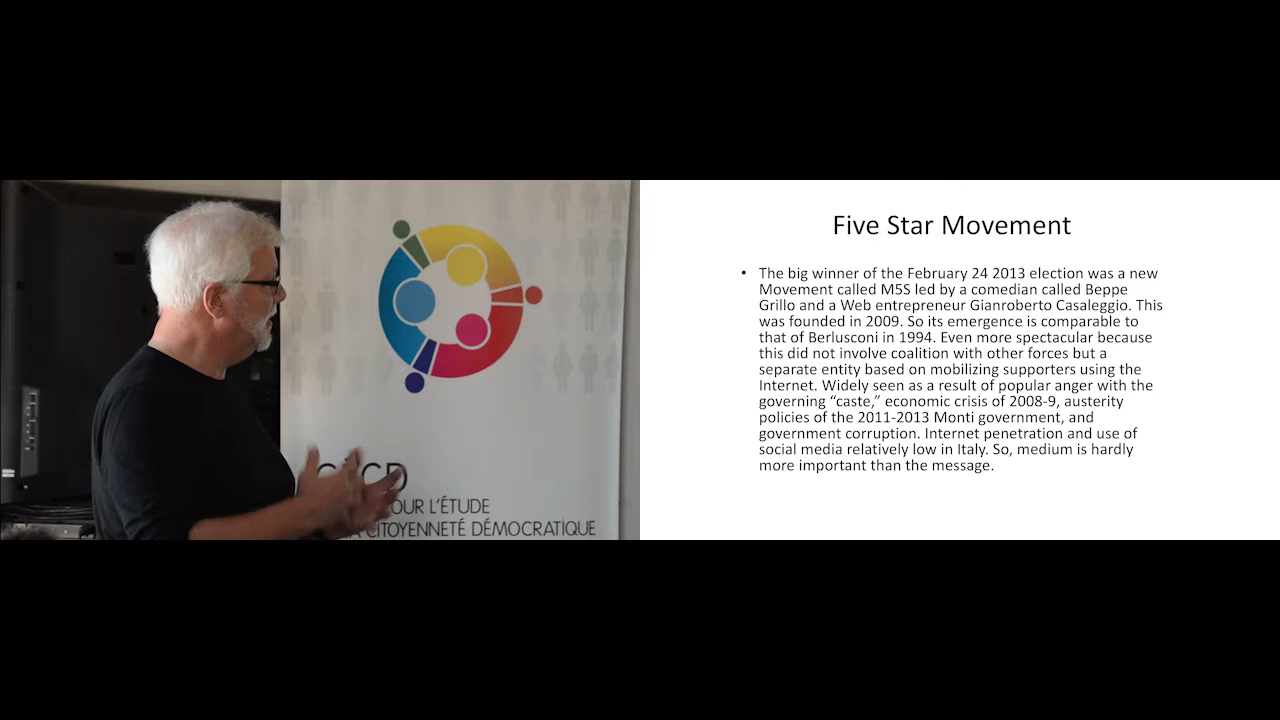 L'ÉTUDE
CITOYENNETÉ DÉMOCRATIQUE
Five Star Movement
• The big winner of the February 24 2013 election was a new
Movement called M5S led by a comedian called Beppe
Grillo and a Web entrepreneur Gianroberto Casaleggio. This
was founded in 2009. So its emergence is comparable to
that of Berlusconi in 1994. Even more spectacular because
this did not involve coalition with other forces but a
separate entity based on mobilizing supporters using the
Internet. Widely seen as a result of popular anger with the
governing “caste,” economic crisis of 2008-9, austerity
policies of the 2011-2013 Monti government, and
government corruption. Internet penetration and use of
social media relatively low in Italy. So, medium is hardly
more important than the message.